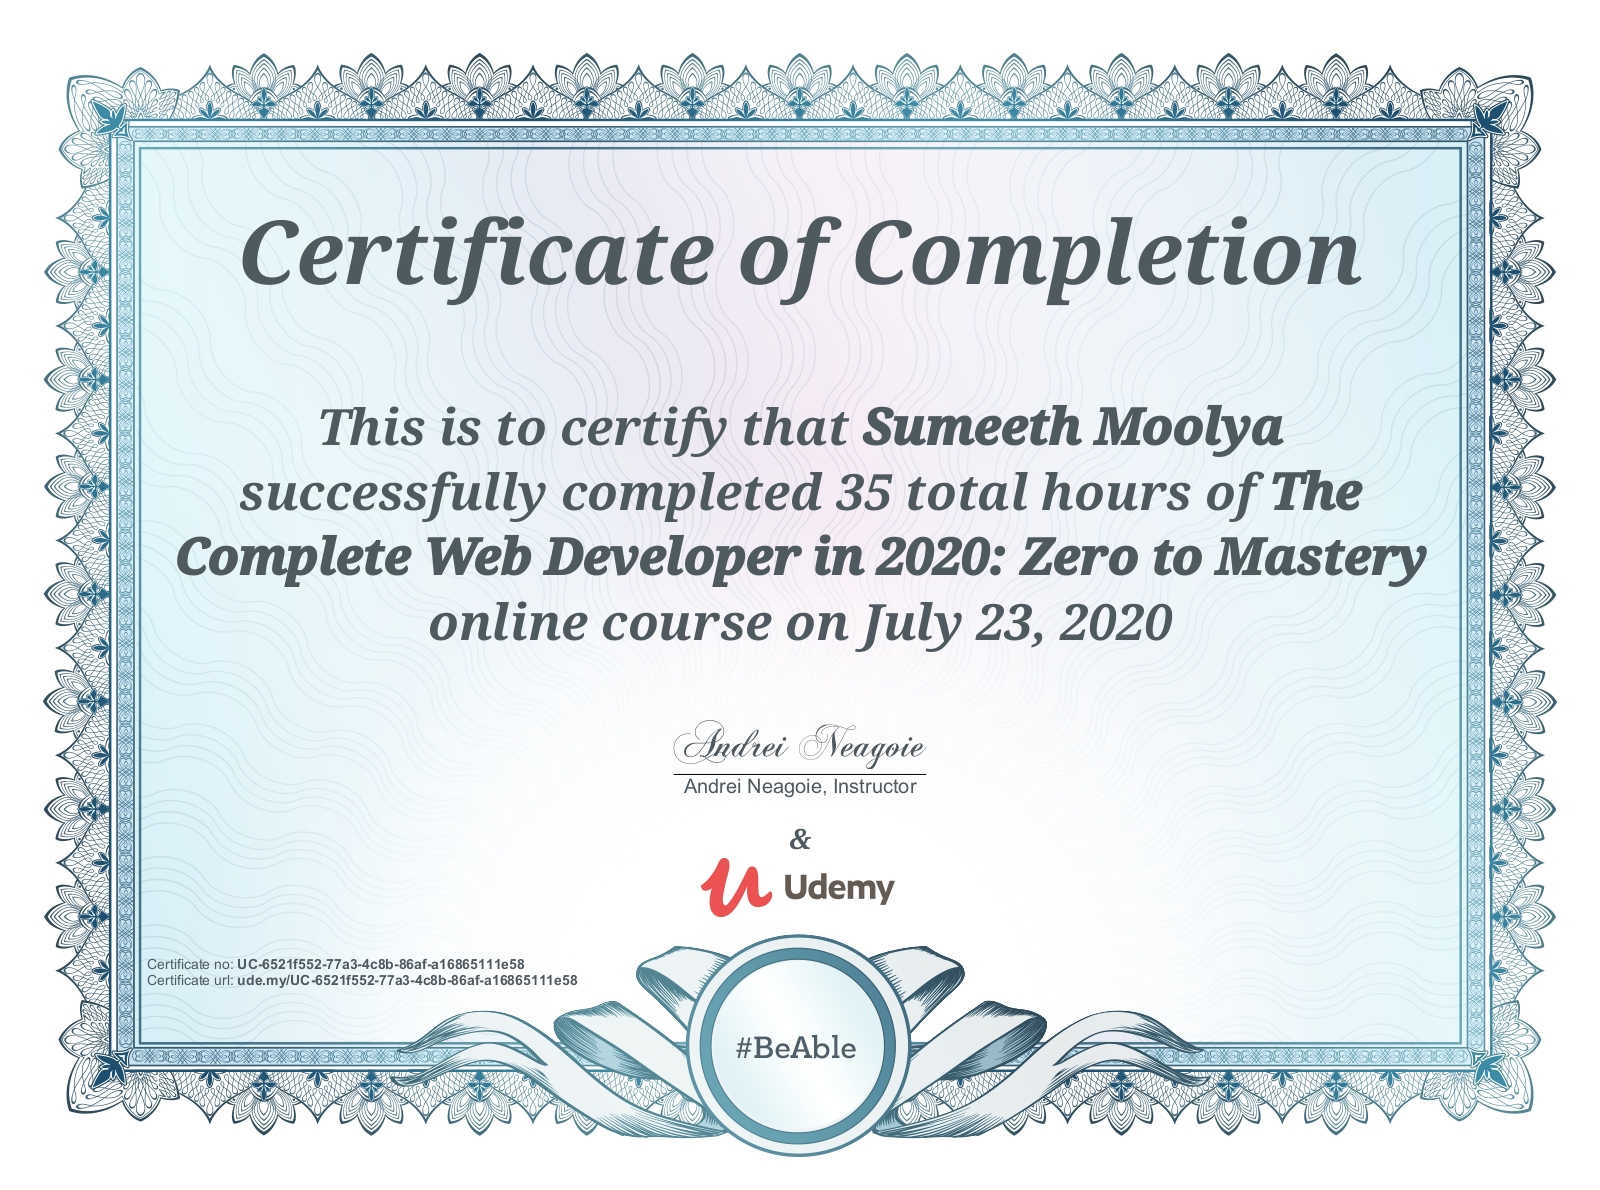 Certificate of Completion
This is to certify that Sumeeth Moolya
successfully completed 35 total hours of The
Complete Web Developer in 2020: Zero to Mastery
online course on July 23, 2020
Andrei Neagoie
Andrei Neagoie, Instructor
&
Udemy
Certificate no: UC-6521f552-77a3-4c8b-86af-a16865111e58
Certificate url: ude.my/UC-6521f552-77a3-4c8b-86af-a16865111e58
#BeAble